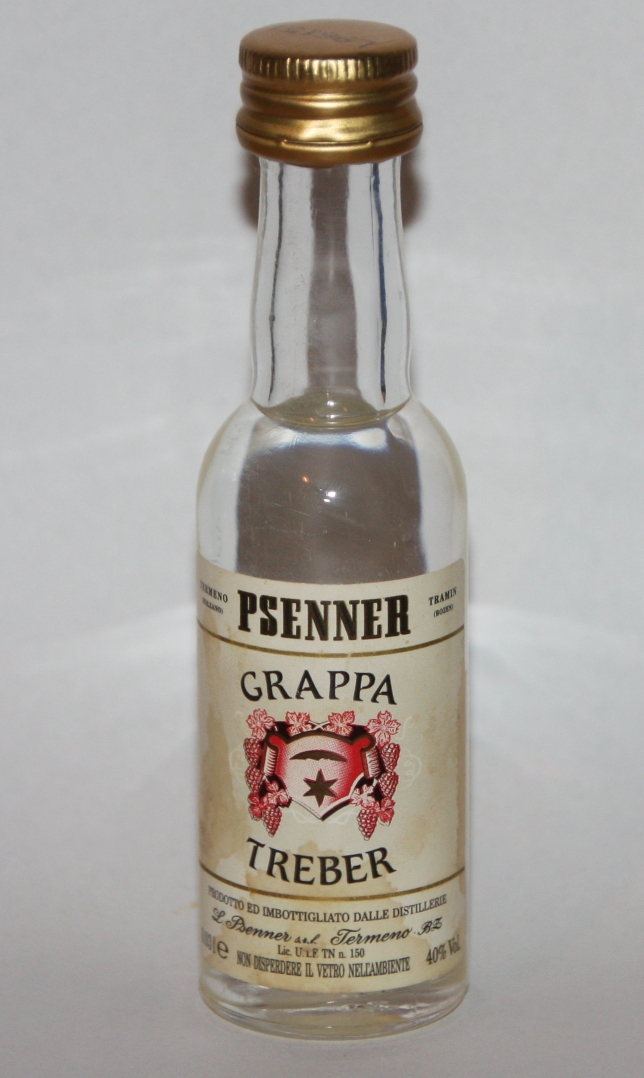 TERMENO PSENNER TRAMIN
(BOLZANO) (BOZEN)
GRAPPA
TREBER
PRODOTTO ED IMBOTTIGLIATO DALLE DISTILLERIE
L. Psenner s.r.l. Termeno - BZ
Lic. U.T.F. TN n. 150
l e NON DISPERDERE IL VETRO NELL'AMBIENTE 40% Vol.